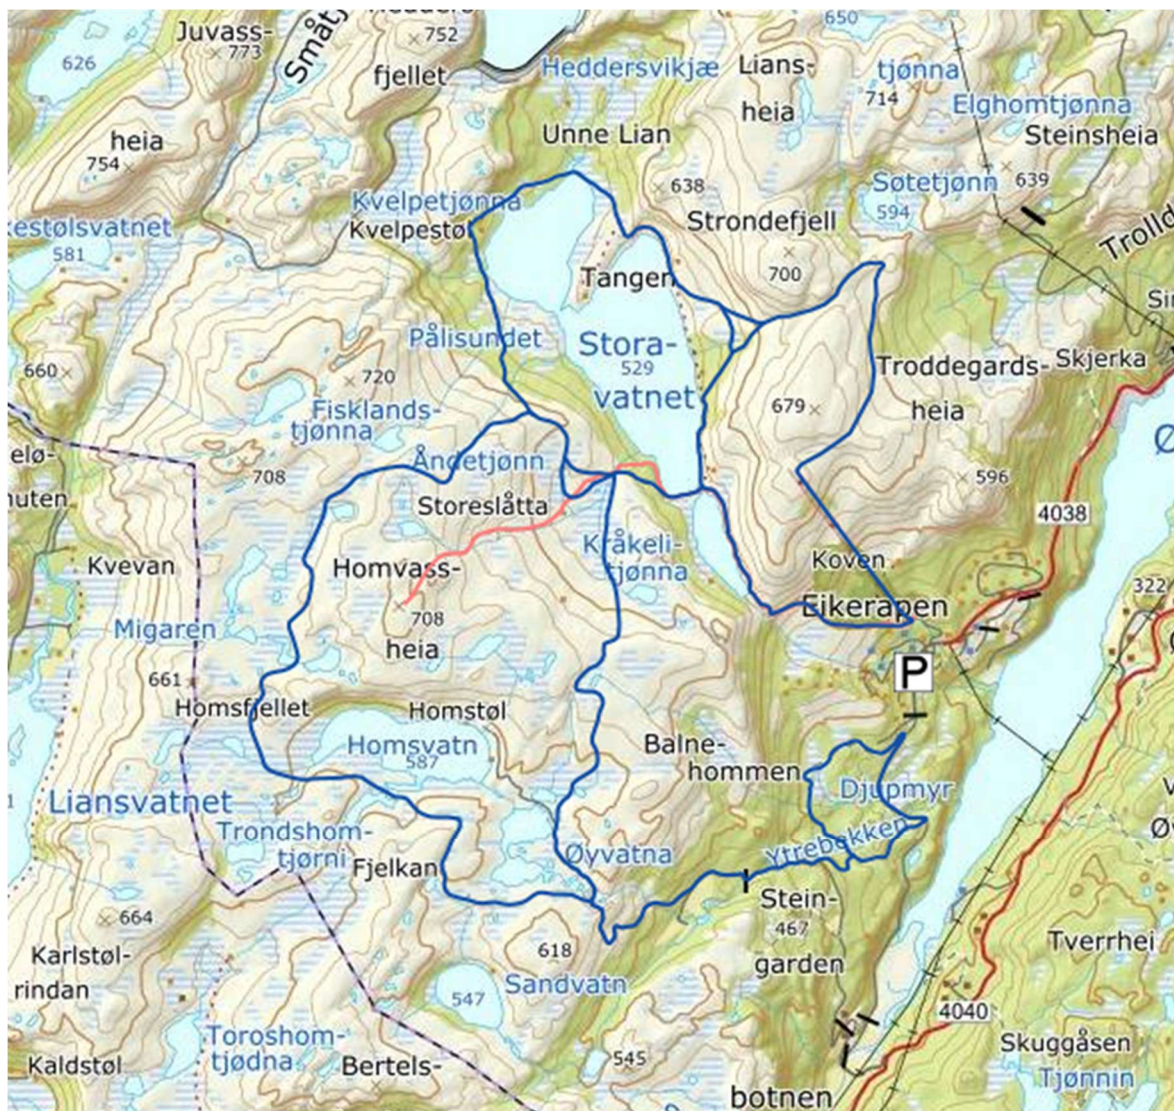 Juvass-
773
626
752
fjellet
heia
754
650
Heddersvikjæ
Lians-
heia
tjønna
714
Elghomtjønna
Steinsheia
Unne Lian
Kvelpetjønna
Kvelpestøl
638
Strondefjell
700
Søtetjønn
594
639
581
Tangen
Pålisundet
Stora-
529
vatnet
Troddegards-
heia
Skjerka
660
720
Fisklands-
tjønna
679
708
Åndetjønn
Storeslåtta
596
4038
Kvevan
Homvass-
708
heia
Kråkeli-
tjønna
Koven
Eikerapen
322
Migaren
661
P
Homsfjellet
Homstøl
Homsvatn
587
Balne-
hommen
Djupmyr
Liansvatnet
Trondshom-
tjørni
Fjelkan
Øyvatna
Ytrebekken
Stein-
467
garden
664
618
Karlstøl-
rindan
547
Sandvatn
Tverrhei
4040
Toroshom-
tjødna
Kaldstøl
Bertels-
545
Skuggåsen
Tjønnin
botnen